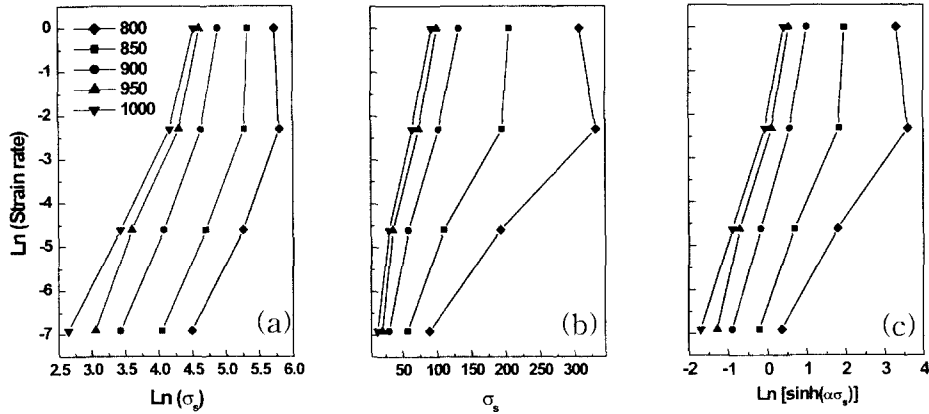 Ln (Strain rate)
0
-1
-2
-3
-4
-5
-6
-7
800
850
900
950
1000
(a)
2.5 3.0 3.5 4.0 4.5 5.0 5.5 6.0
Ln (σs)
(b)
50 100 150 200 250 300
σs
(c)
-2 -1 0 1 2 3 4
Ln [sinh(ασs)]